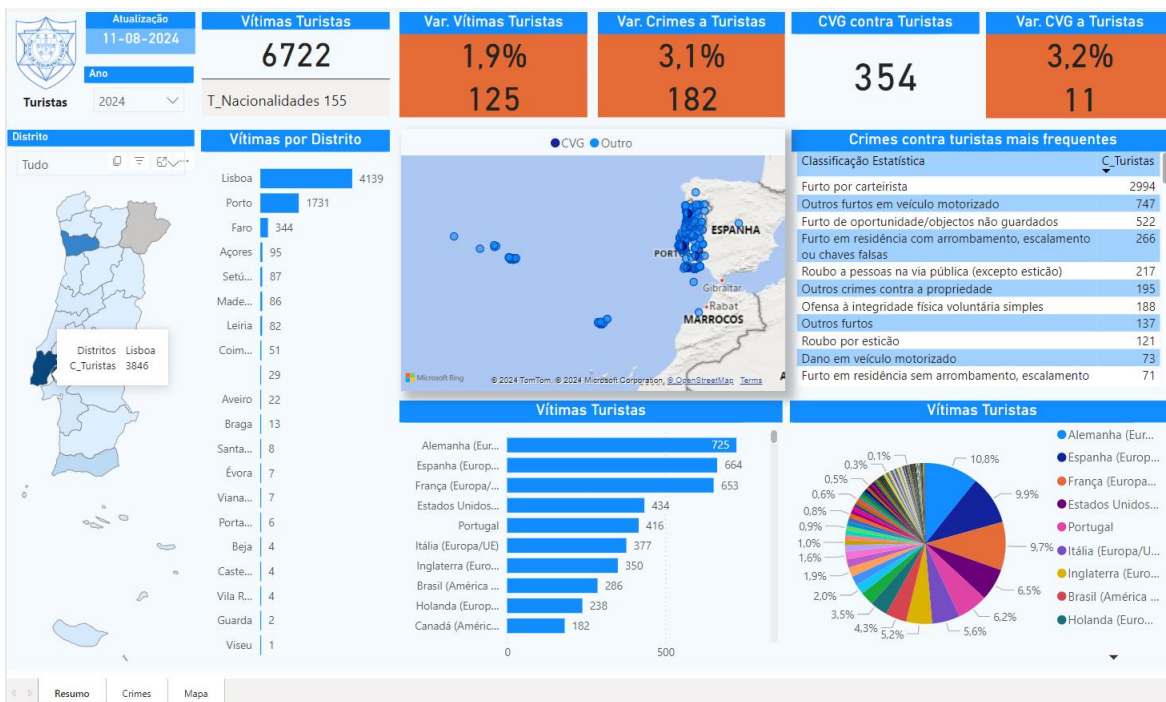 Atualização
11-08-2024
Ano
2024
Turistas
Vítimas Turistas
6722
T_Nacionalidades 155
Var. Vítimas Turistas
1,9%
125
Var. Crimes a Turistas
3,1%
182
CVG contra Turistas
354
Var. CVG a Turistas
3,2%
11
Distrito
Tudo
Distritos Lisboa
C_Turistas 3846
Vítimas por Distrito
Lisboa 4139
Porto 1731
Faro 344
Açores 95
Setú... 87
Made... 86
Leiria 82
Coim... 51
29
Aveiro 22
Braga 13
Santa... 8
Évora 7
Viana... 7
Porta... 6
Beja 4
Caste... 4
Vila R... 4
Guarda 2
Viseu 1
CVG Outro
ESPANHA
PORT
Gibraltar
Rabat
MARROCOS
Microsoft Bing
© 2024 TomTom, © 2024 Microsoft Corporation, © OpenStreetMap Terms
Crimes contra turistas mais frequentes
Classificação Estatística C_Turistas
Furto por carteirista 2994
Outros furtos em veículo motorizado 747
Furto de oportunidade/objectos não guardados 522
Furto em residência com arrombamento, escalamento 266
ou chaves falsas
Roubo a pessoas na via pública (excepto esticão) 217
Outros crimes contra a propriedade 195
Ofensa à integridade física voluntária simples 188
Outros furtos 137
Roubo por esticão 121
Dano em veículo motorizado 73
Furto em residência sem arrombamento, escalamento 71
Vítimas Turistas
Alemanha (Eur... 725
Espanha (Europ... 664
França (Europa/... 653
Estados Unidos... 434
Portugal 416
Itália (Europa/UE) 377
Inglaterra (Euro... 350
Brasil (América ... 286
Holanda (Europ... 238
Canadá (Améric... 182
0 500
Vítimas Turistas
10,8%
9,9%
9,7%
6,5%
6,2%
5,6%
5,2%
4,3%
3,5%
2,0%
1,9%
1,6%
1,0%
0,9%
0,8%
0,6%
0,5%
0,3%
0,1%
Alemanha (Eur...
Espanha (Europ...
França (Europa...
Estados Unidos...
Portugal
Itália (Europa/U...
Inglaterra (Euro...
Brasil (América ...
Holanda (Euro...
Resumo Crimes Mapa